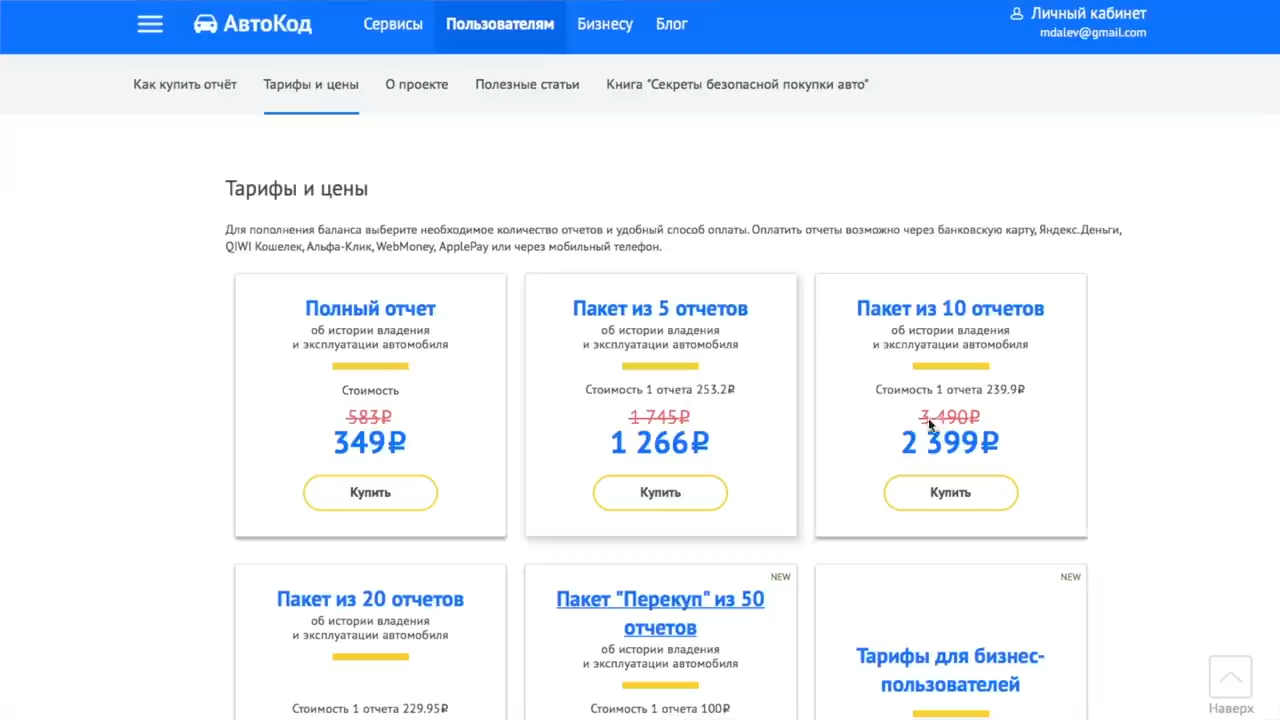 АвтоКод
Сервисы
Пользователям
Бизнесу
Блог
Личный кабинет
mdalev@gmail.com
Как купить отчёт
Тарифы и цены
О проекте
Полезные статьи
Книга "Секреты безопасной покупки авто"
Тарифы и цены
Для пополнения баланса выберите необходимое количество отчетов и удобный способ оплаты. Оплатить отчеты возможно через банковскую карту, Яндекс.Деньги,
QIWI Кошелек, Альфа-Клик, WebMoney, ApplePay или через мобильный телефон.
Полный отчет
об истории владения
и эксплуатации автомобиля
Стоимость
583₽
349₽
Купить
Пакет из 5 отчетов
об истории владения
и эксплуатации автомобиля
Стоимость 1 отчета 253.2₽
1 745₽
1 266₽
Купить
Пакет из 10 отчетов
об истории владения
и эксплуатации автомобиля
Стоимость 1 отчета 239.9₽
3 490₽
2 399₽
Купить
Пакет из 20 отчетов
об истории владения
и эксплуатации автомобиля
Стоимость 1 отчета 229.95₽
NEW
Пакет "Перекуп" из 50
отчетов
об истории владения
и эксплуатации автомобиля
Стоимость 1 отчета 100₽
NEW
Тарифы для бизнес-
пользователей
Наверх